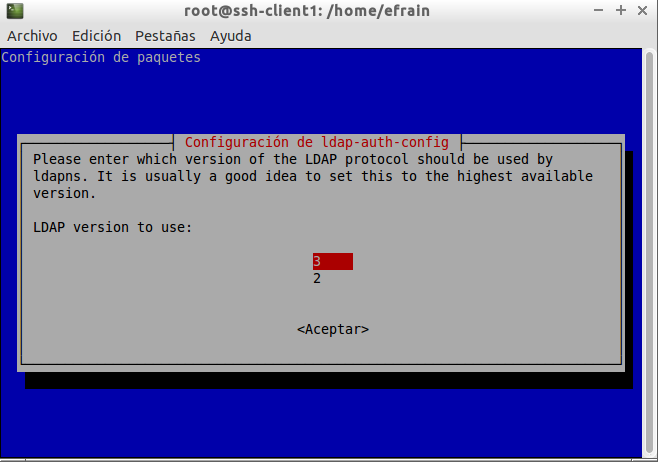 root@ssh-client1: /home/efrain
Archivo Edición Pestañas Ayuda
Configuración de paquetes
Configuración de ldap-auth-config
Please enter which version of the LDAP protocol should be used by
ldapns. It is usually a good idea to set this to the highest available
version.
LDAP version to use:
3
2
<Aceptar>